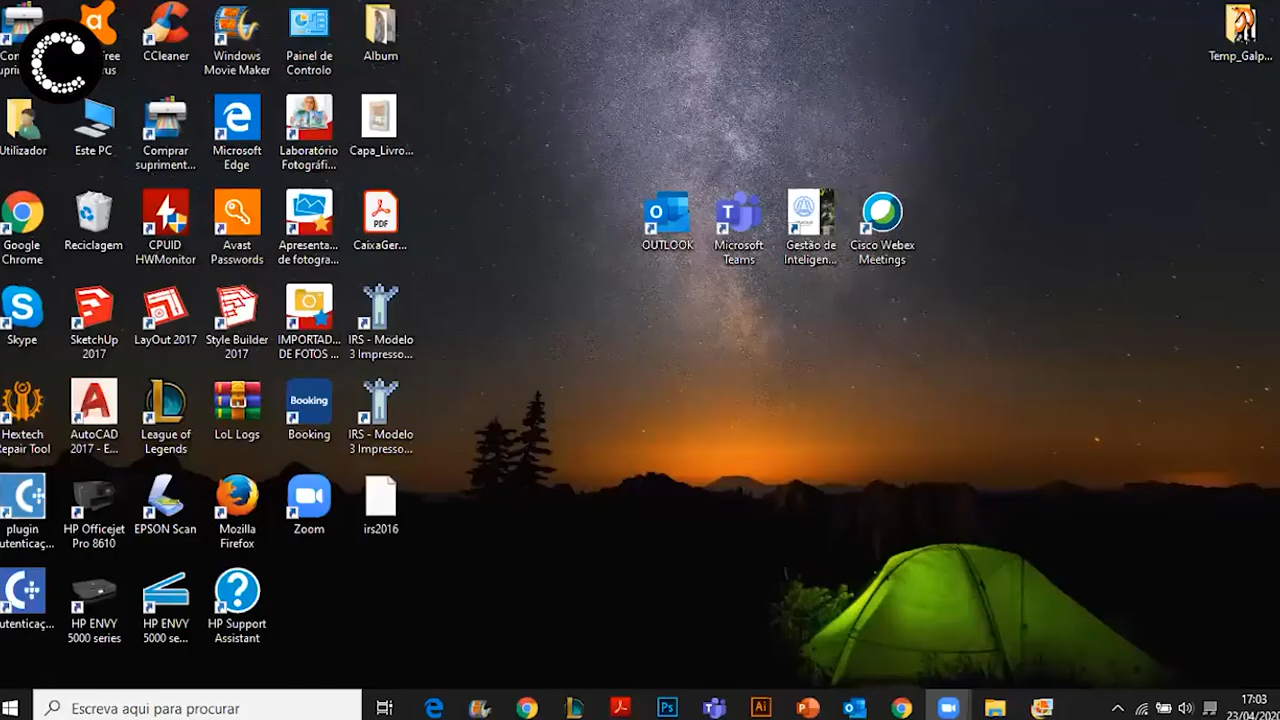 CCleaner
Windows
Movie Maker
Painel de
Controlo
Album
Temp_Galp...
Utilizador
Este PC
Comprar
supriment...
Microsoft
Edge
Laboratório
Fotográfi...
Capa_Livro...
Google
Chrome
Reciclagem
CPUID
HWMonitor
Avast
Passwords
Apresenta...
de fotogra...
PDF
CaixaGer...
OUTLOOK
Microsoft
Teams
Gestão de
Inteligen...
Cisco Webex
Meetings
Skype
SketchUp
2017
LayOut 2017
Style Builder
2017
IMPORTAD...
DE FOTOS ...
IRS - Modelo
3 Impresso...
Hextech
Repair Tool
AutoCAD
2017 - E...
League of
Legends
LoL Logs
Booking
Booking
IRS - Modelo
3 Impresso...
plugin
utenticaç...
HP Officejet
Pro 8610
EPSON Scan
Mozilla
Firefox
Zoom
irs2016
utenticaç...
HP ENVY
5000 series
HP ENVY
5000 se...
HP Support
Assistant
Escreva aqui para procurar
17:03